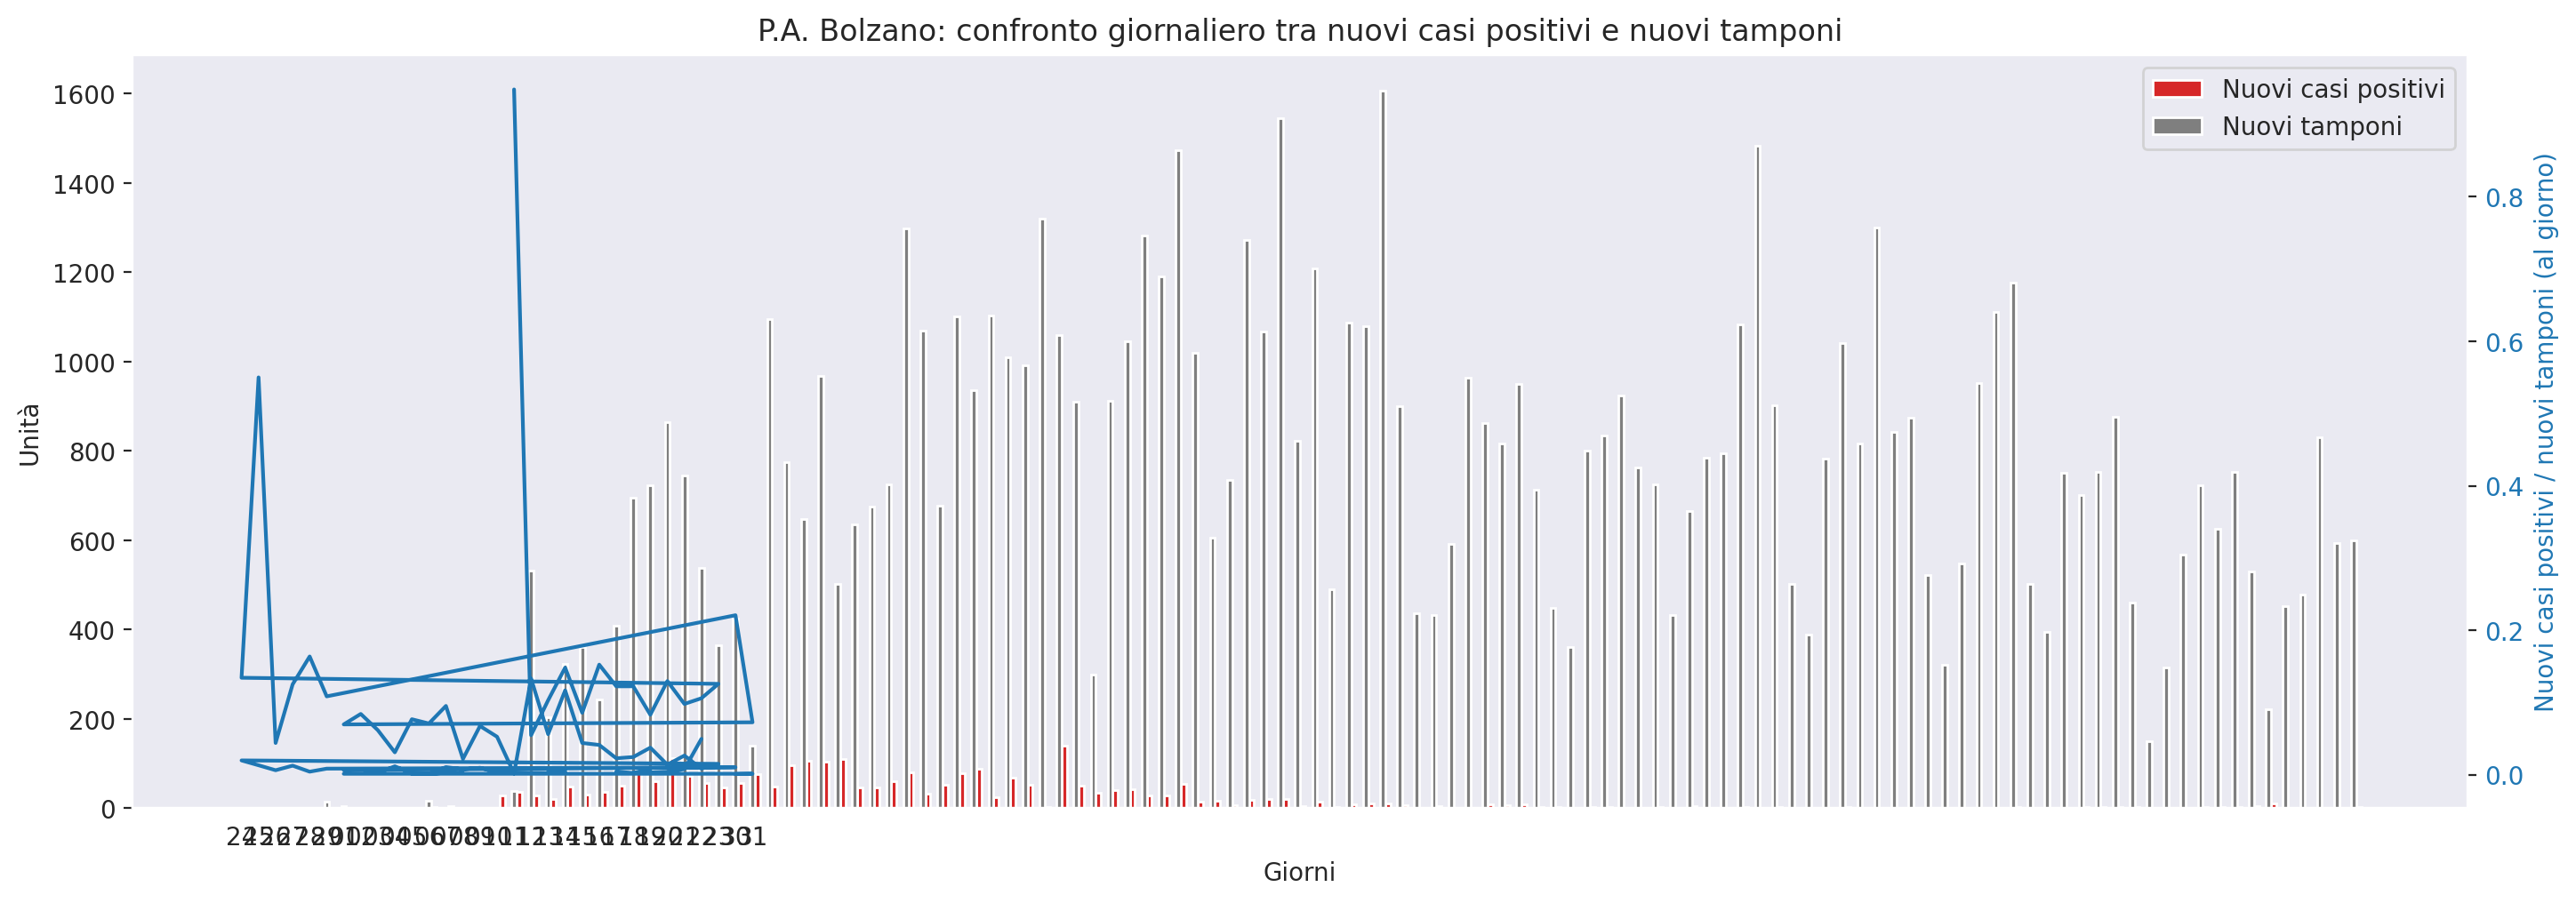 P.A. Bolzano: confronto giornaliero tra nuovi casi positivi e nuovi tamponi
Nuovi casi positivi
Nuovi tamponi
Unità
1600
1400
1200
1000
800
600
400
200
0
0.8
0.6
0.4
0.2
0.0
Nuovi casi positivi / nuovi tamponi (al giorno)
Giorni